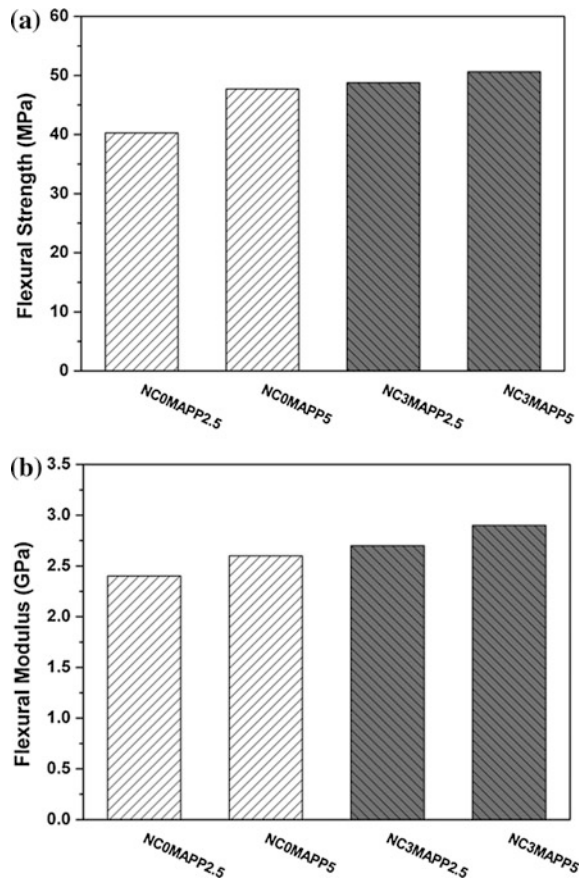 (a)
Flexural Strength (MPa)
60
50
40
30
20
10
0
NC0MAPP2.5
NC0MAPP5
NC3MAPP2.5
NC3MAPP5
(b)
Flexural Modulus (GPa)
3.5
3.0
2.5
2.0
1.5
1.0
0.5
0.0
NC0MAPP2.5
NC0MAPP5
NC3MAPP2.5
NC3MAPP5